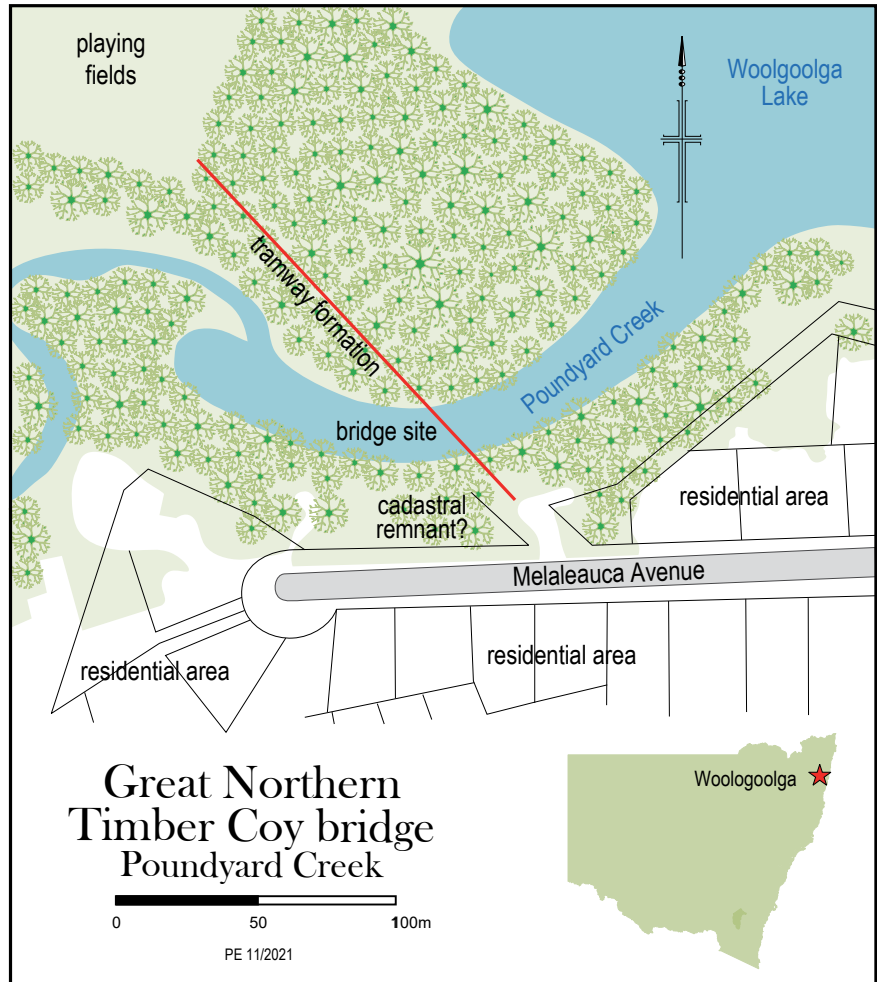 playing
fields
Woolgoolga
Lake
tramway formation
Poundyard Creek
bridge site
cadastral
remnant?
residential area
Melaleauca Avenue
residential area
residential area
Great Northern
Timber Coy bridge
Poundyard Creek
0 50 100m
PE 11/2021
Woologoolga